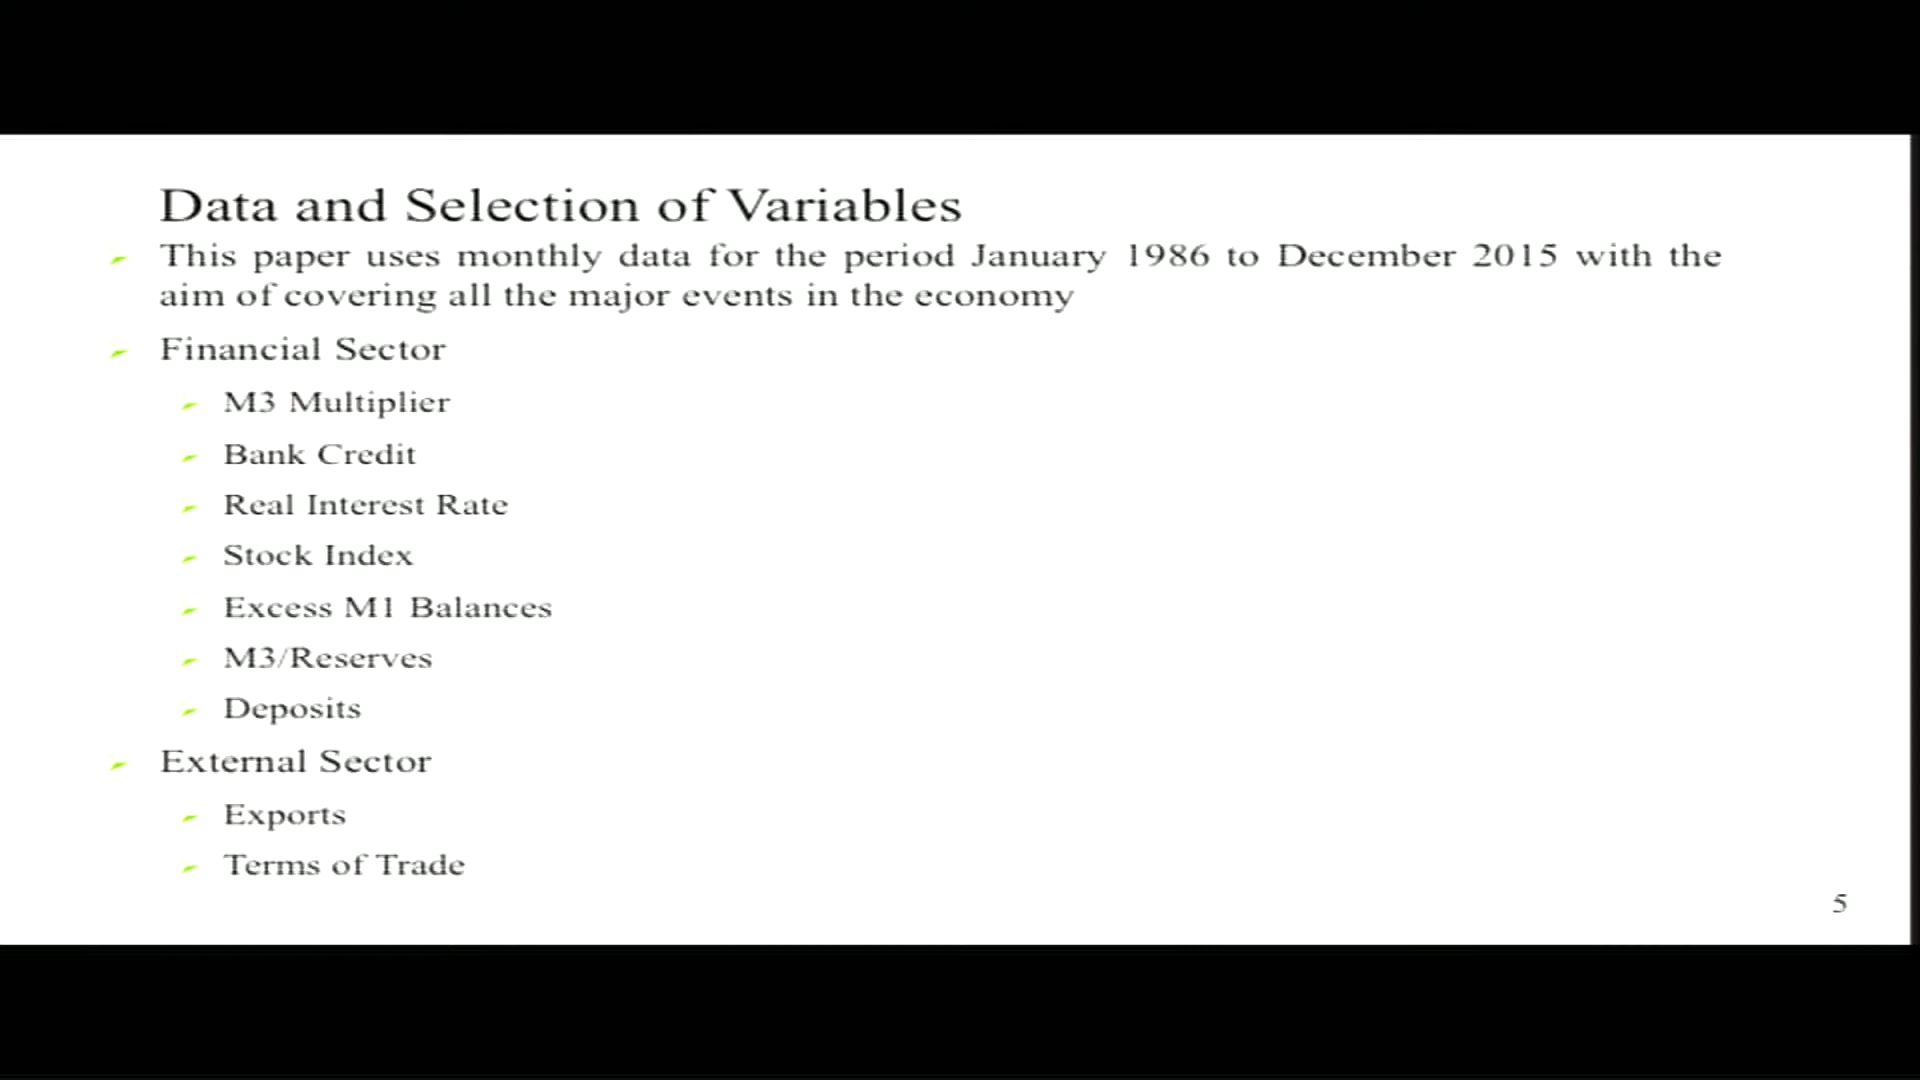 Data and Selection of Variables
This paper uses monthly data for the period January 1986 to December 2015 with the
aim of covering all the major events in the economy
Financial Sector
M3 Multiplier
Bank Credit
Real Interest Rate
Stock Index
Excess M1 Balances
M3/Reserves
Deposits
External Sector
Exports
Terms of Trade
5